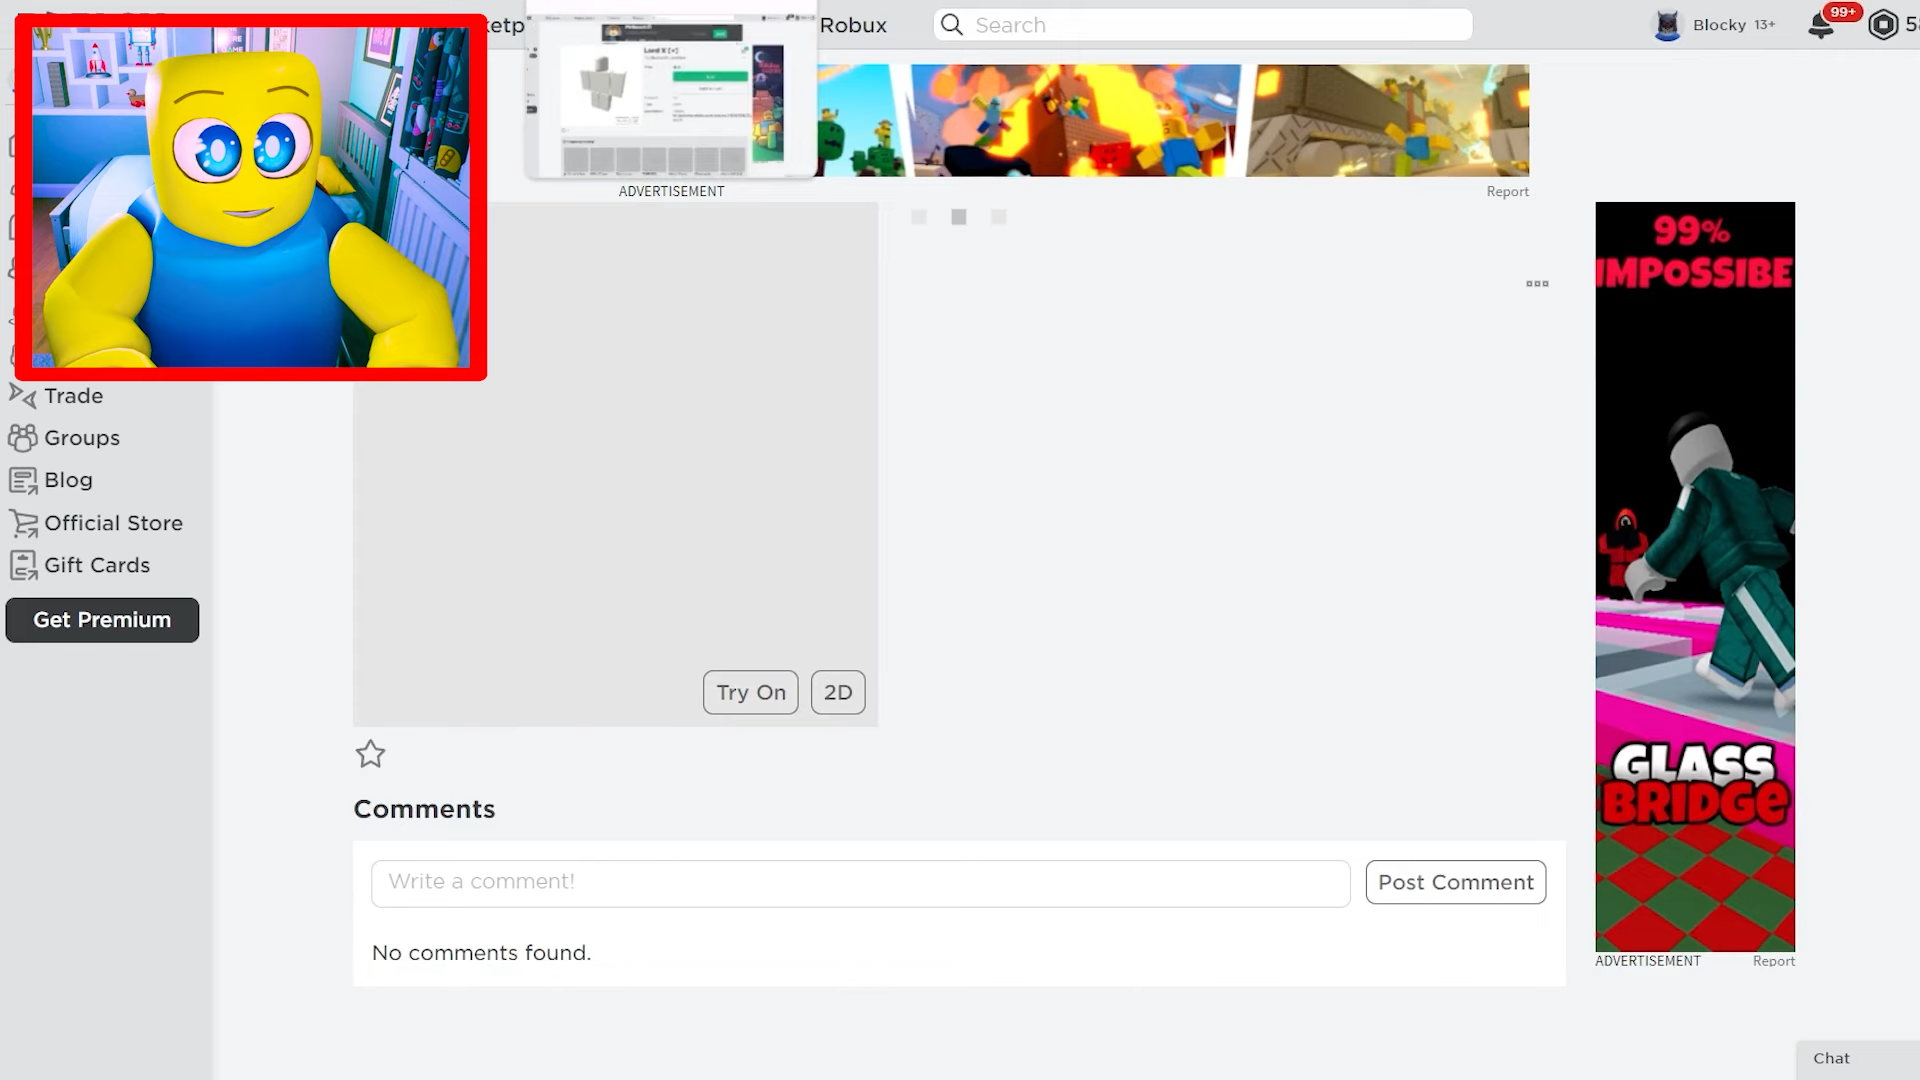 Robux
Search
Blocky 13+
99+
Lord X [+]
ADVERTISEMENT
Report
99%
IMPOSSIBE
Trade
Groups
Blog
Official Store
Gift Cards
Get Premium
Try On
2D
GLASS
BRIDGe
Comments
Write a comment!
Post Comment
No comments found.
ADVERTISEMENT
Report
Chat